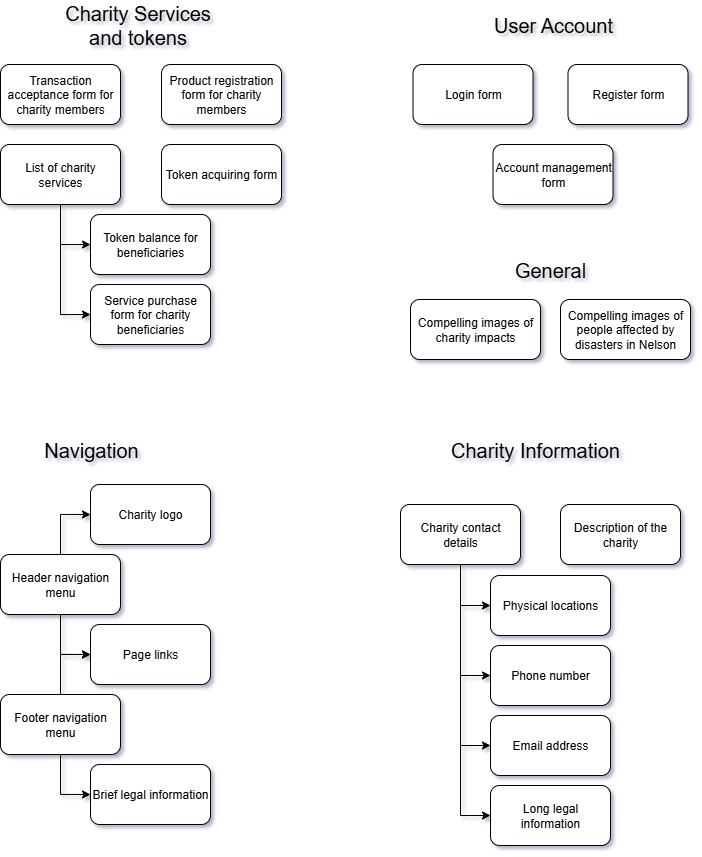 Charity Services
and tokens
Transaction
acceptance form for
charity members
Product registration
form for charity
members
List of charity
services
Token acquiring form
Token balance for
beneficiaries
Service purchase
form for charity
beneficiaries
User Account
Login form
Register form
Account management
form
General
Compelling images of
charity impacts
Compelling images of
people affected by
disasters in Nelson
Navigation
Charity logo
Header navigation
menu
Page links
Footer navigation
menu
Brief legal information
Charity Information
Charity contact
details
Description of the
charity
Physical locations
Phone number
Email address
Long legal
information